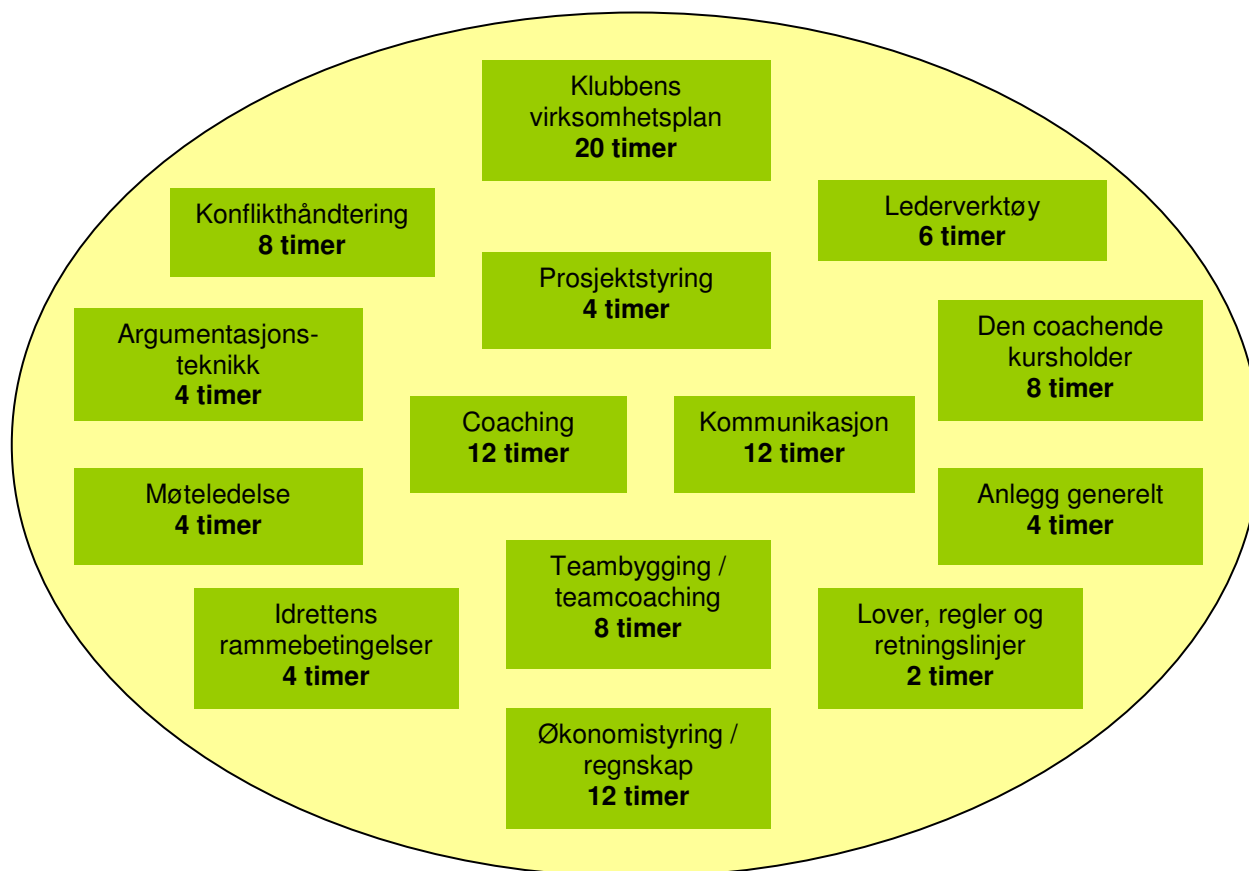 Klubbens
virksomhetsplan
20 timer
Konflikthåndtering
8 timer
Lederverktøy
6 timer
Prosjektstyring
4 timer
Argumentasjons-
teknikk
4 timer
Den coachende
kursholder
8 timer
Coaching
12 timer
Kommunikasjon
12 timer
Møteledelse
4 timer
Anlegg generelt
4 timer
Teambygging /
teamcoaching
8 timer
Idrettens
rammebetingelser
4 timer
Lover, regler og
retningslinjer
2 timer
Økonomistyring /
regnskap
12 timer